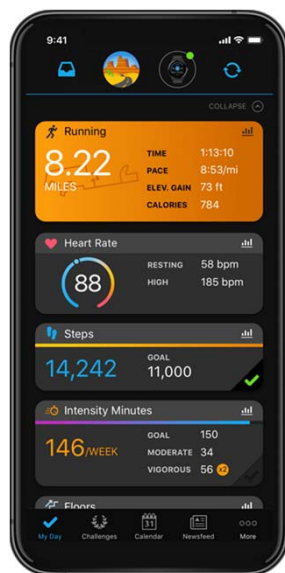 9:41
COLLAPSE
Running
8.22
MILES
TIME 1:13:10
PACE 8:53/mi
ELEV. GAIN 73 ft
CALORIES 784
Heart Rate
88
RESTING 58 bpm
HIGH 185 bpm
Steps
14,242
GOAL
11,000
Intensity Minutes
146/WEEK
GOAL 150
MODERATE 34
VIGOROUS 56 x2
Floors
31
My Day Challenges Calendar Newsfeed More